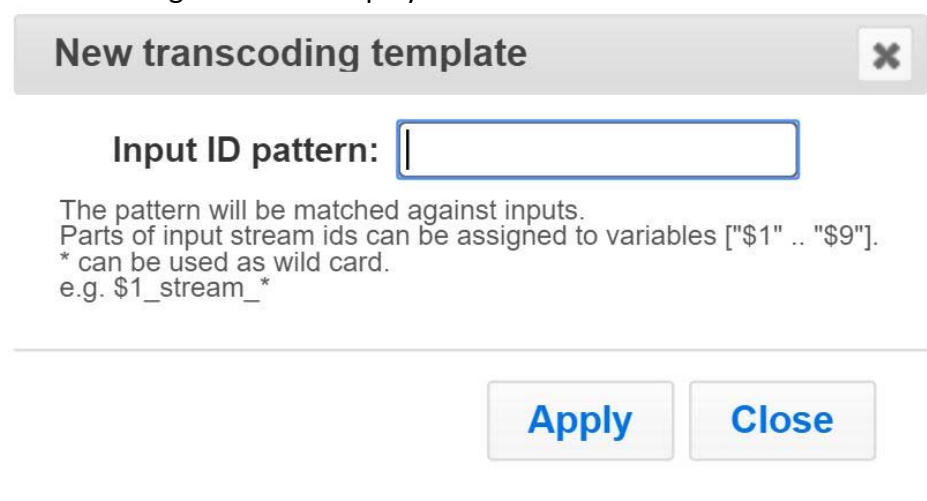 New transcoding template
Input ID pattern:
The pattern will be matched against inputs.
Parts of input stream ids can be assigned to variables ["$1" .. "$9"].
* can be used as wild card.
e.g. $1_stream_*
Apply Close